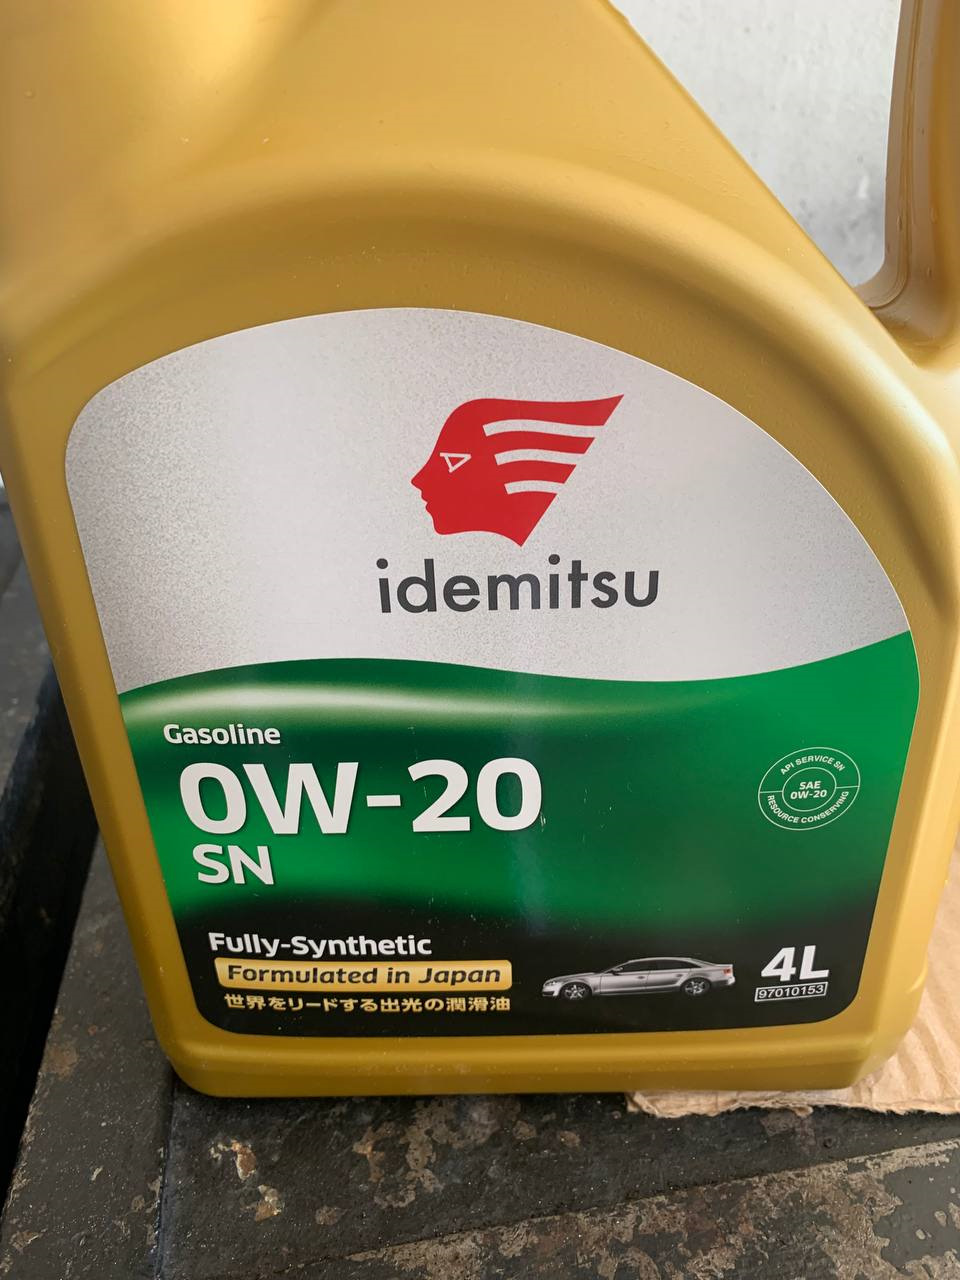 idemitsu
Gasoline
0W-20
SN
API SERVICE SN
SAE
0W-20
RESOURCE CONSERVING
Fully-Synthetic
Formulated in Japan
世界をリードする出光の潤滑油
4L
97010153